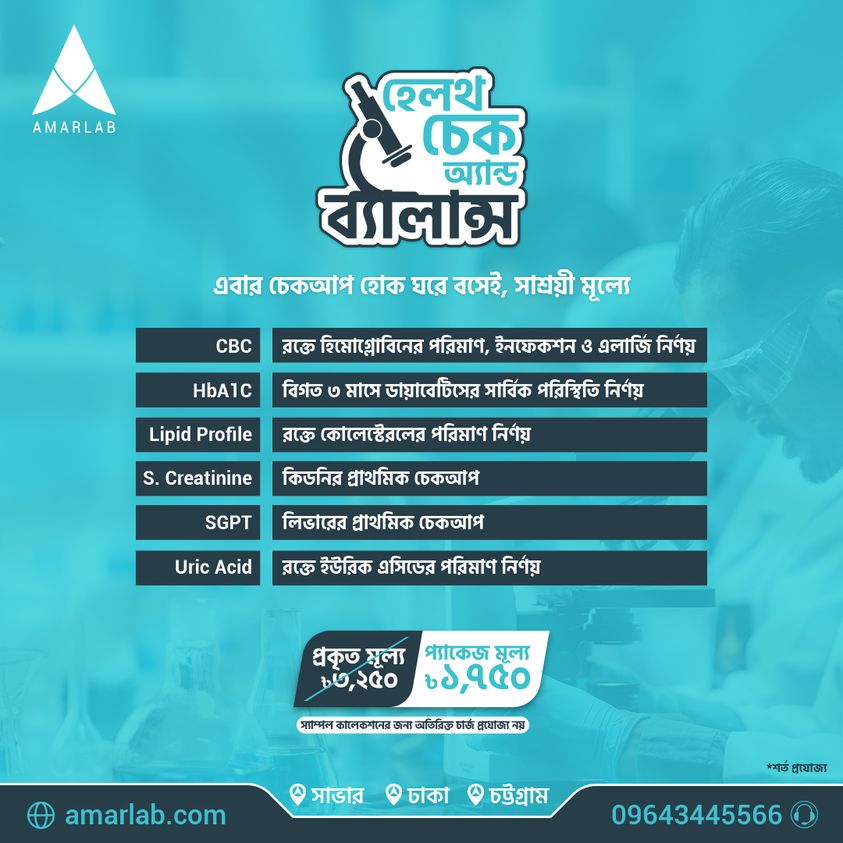 AMARLAB
হেলথ
চেক
অ্যান্ড
ব্যালান্স
এবার চেকআপ হোক ঘরে বসেই, সাশ্রয়ী মূল্যে
CBC রক্তে হিমোগ্লোবিনের পরিমাণ, ইনফেকশন ও এলার্জি নির্ণয়
HbA1C বিগত ৩ মাসে ডায়াবেটিসের সার্বিক পরিস্থিতি নির্ণয়
Lipid Profile রক্তে কোলেস্টেরলের পরিমাণ নির্ণয়
S. Creatinine কিডনির প্রাথমিক চেকআপ
SGPT লিভারের প্রাথমিক চেকআপ
Uric Acid রক্তে ইউরিক এসিডের পরিমাণ নির্ণয়
প্রকৃত মূল্য
৳৩,২৫০
প্যাকেজ মূল্য
৳১,৭৫০
স্যাম্পল কালেকশনের জন্য অতিরিক্ত চার্জ প্রযোজ্য নয়
*শর্ত প্রযোজ্য
সাভার ঢাকা চট্টগ্রাম
amarlab.com 09643445566